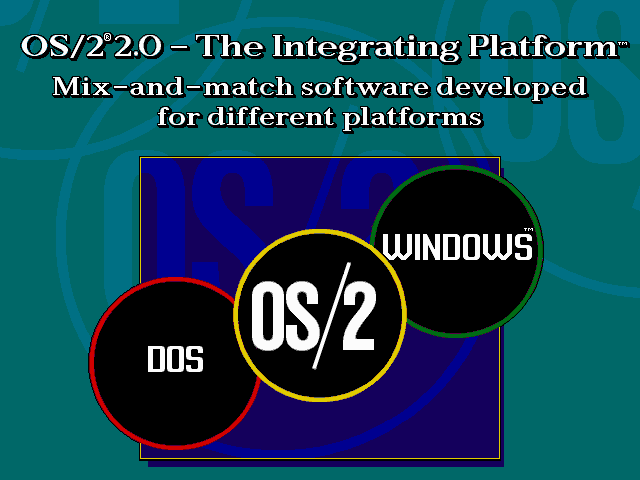 OS/2® 2.0 – The Integrating Platform™
Mix–and–match software developed
for different platforms
WINDOWS™
OS/2
DOS